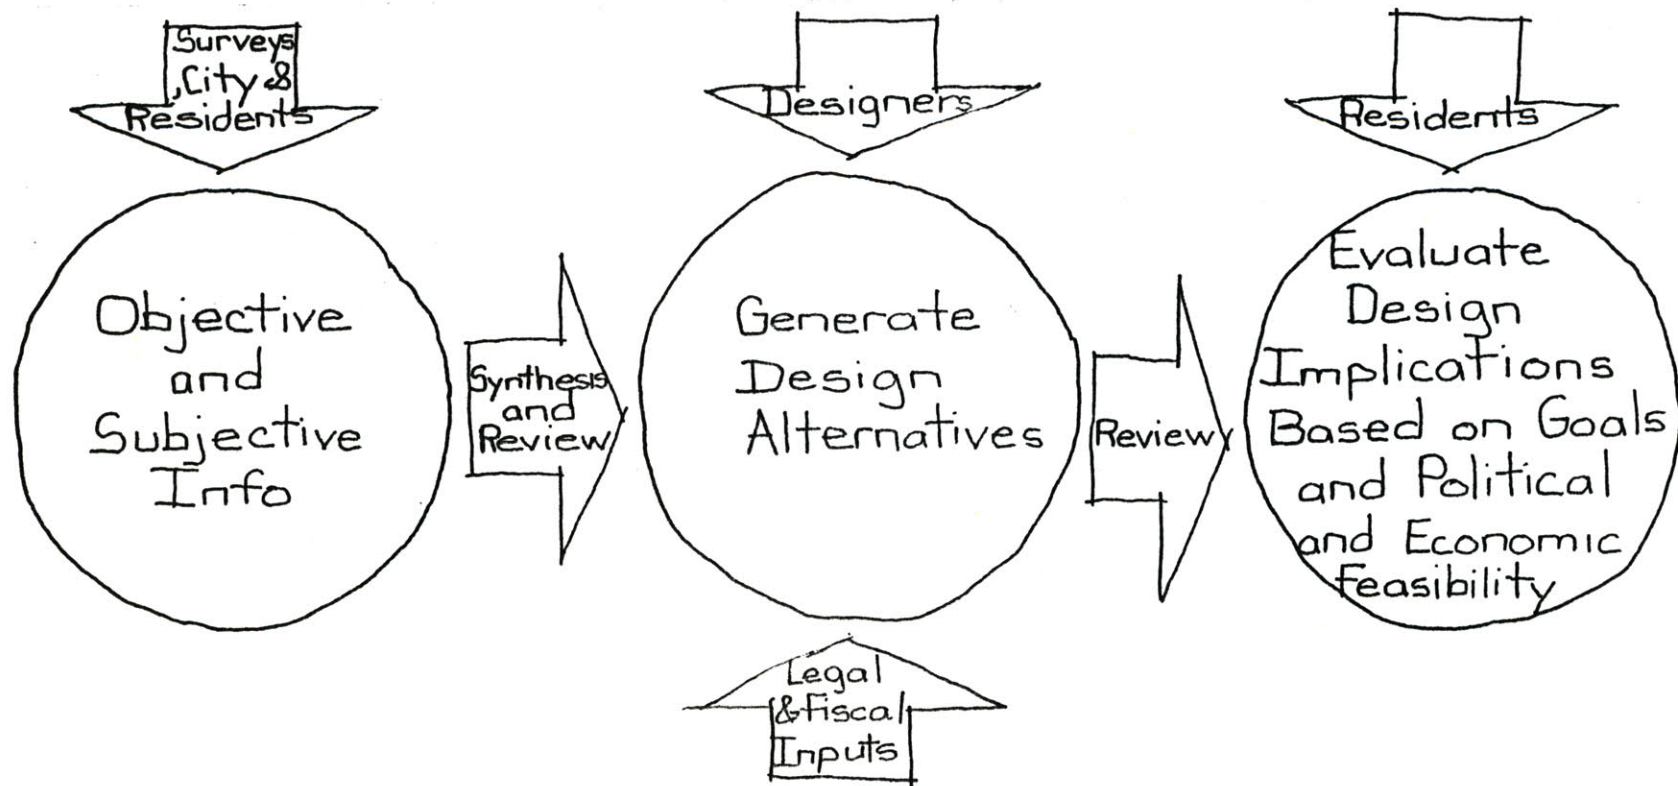 Surveys
, City &
Residents
Designers
Residents
Objective
and
Subjective
Info
Synthesis
and
Review
Generate
Design
Alternatives
Review
Evaluate
Design
Implications
Based on Goals
and Political
and Economic
Feasibility
Legal
& Fiscal
Inputs